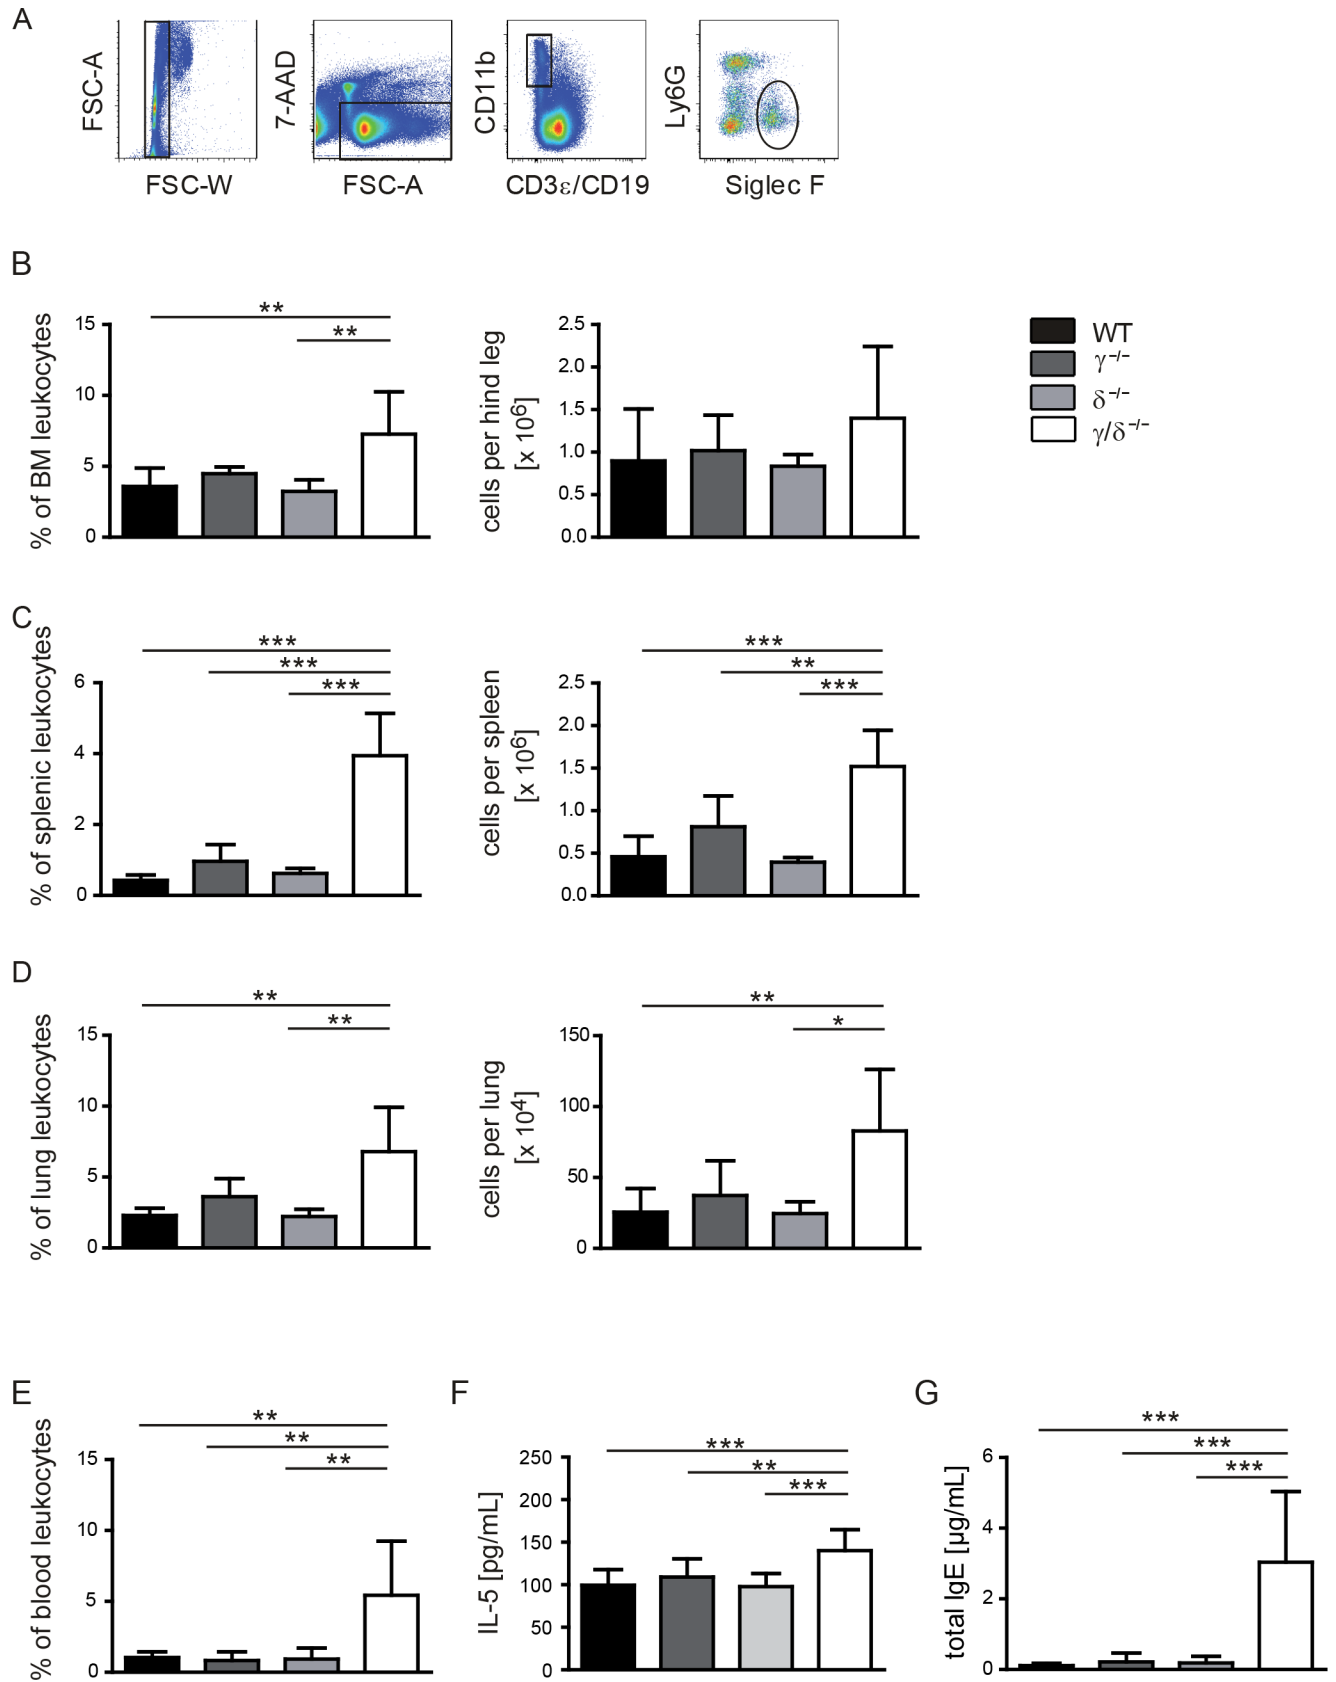 A
FSC-A
FSC-W
7-AAD
FSC-A
CD11b
CD3ε/CD19
Ly6G
Siglec F
B
% of BM leukocytes
15
10
5
0
**
**
cells per hind leg
[x 10⁶]
2.5
2.0
1.5
1.0
0.5
0.0
WT
γ⁻/⁻
δ⁻/⁻
γ/δ⁻/⁻
C
% of splenic leukocytes
6
4
2
0
***
***
***
cells per spleen
[x 10⁶]
2.5
2.0
1.5
1.0
0.5
0.0
***
**
***
D
% of lung leukocytes
15
10
5
0
**
**
cells per lung
[x 10⁴]
150
100
50
0
**
*
E
% of blood leukocytes
15
10
5
0
**
**
**
F
IL-5 [pg/mL]
250
200
150
100
50
0
***
**
***
G
total IgE [µg/mL]
6
4
2
0
***
***
***